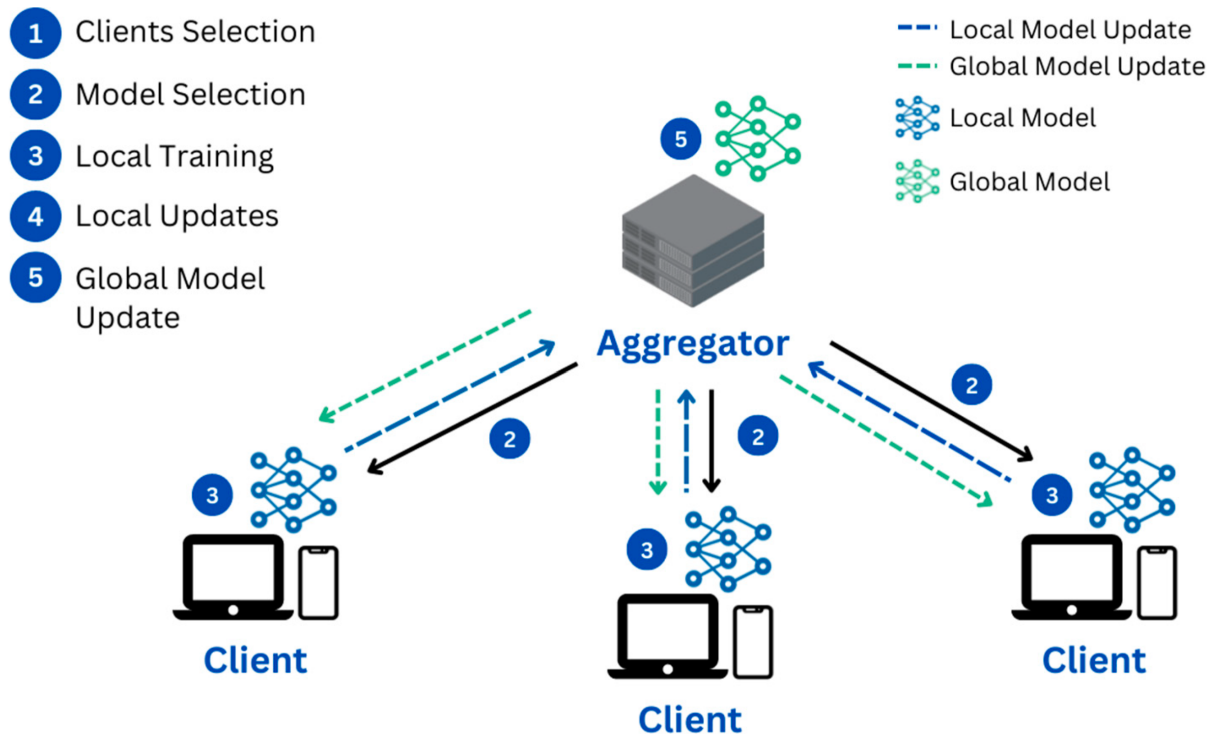 1 Clients Selection
2 Model Selection
3 Local Training
4 Local Updates
5 Global Model
Update
Local Model Update
Global Model Update
Local Model
Global Model
5
Aggregator
2
2
2
3
3
3
Client
Client
Client